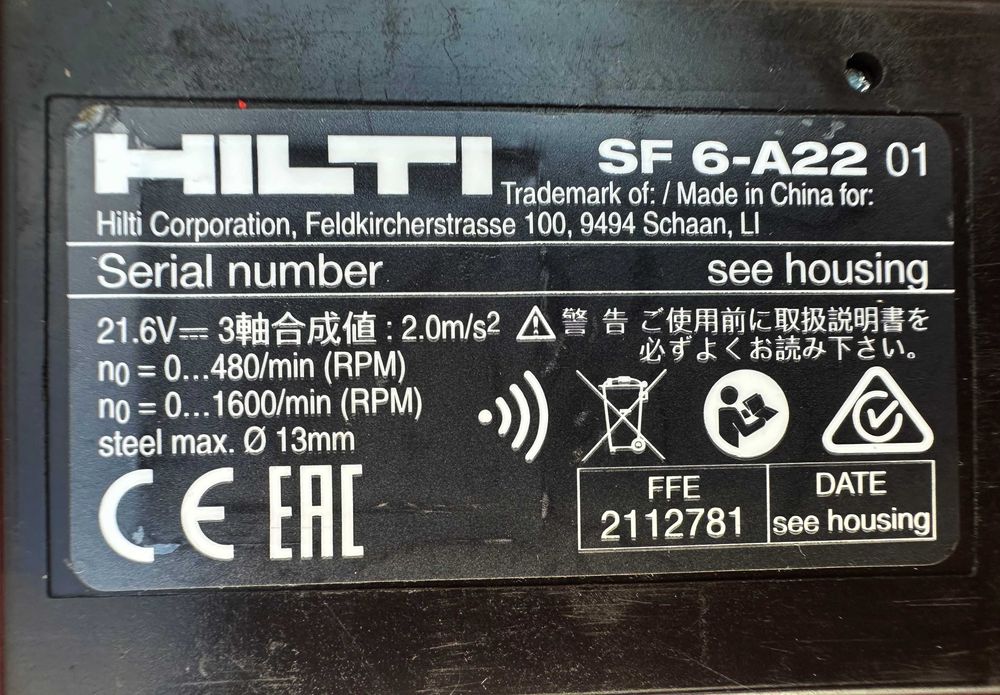 HILTI SF 6-A22 01
Trademark of: / Made in China for:
Hilti Corporation, Feldkircherstrasse 100, 9494 Schaan, LI
Serial number see housing
21.6V⎓ 3軸合成値 : 2.0m/s²
n0 = 0...480/min (RPM)
n0 = 0...1600/min (RPM)
steel max. Ø 13mm
⚠ 警 告 ご使用前に取扱説明書を
必ずよくお読み下さい。
CE EAC
FFE
2112781
DATE
see housing